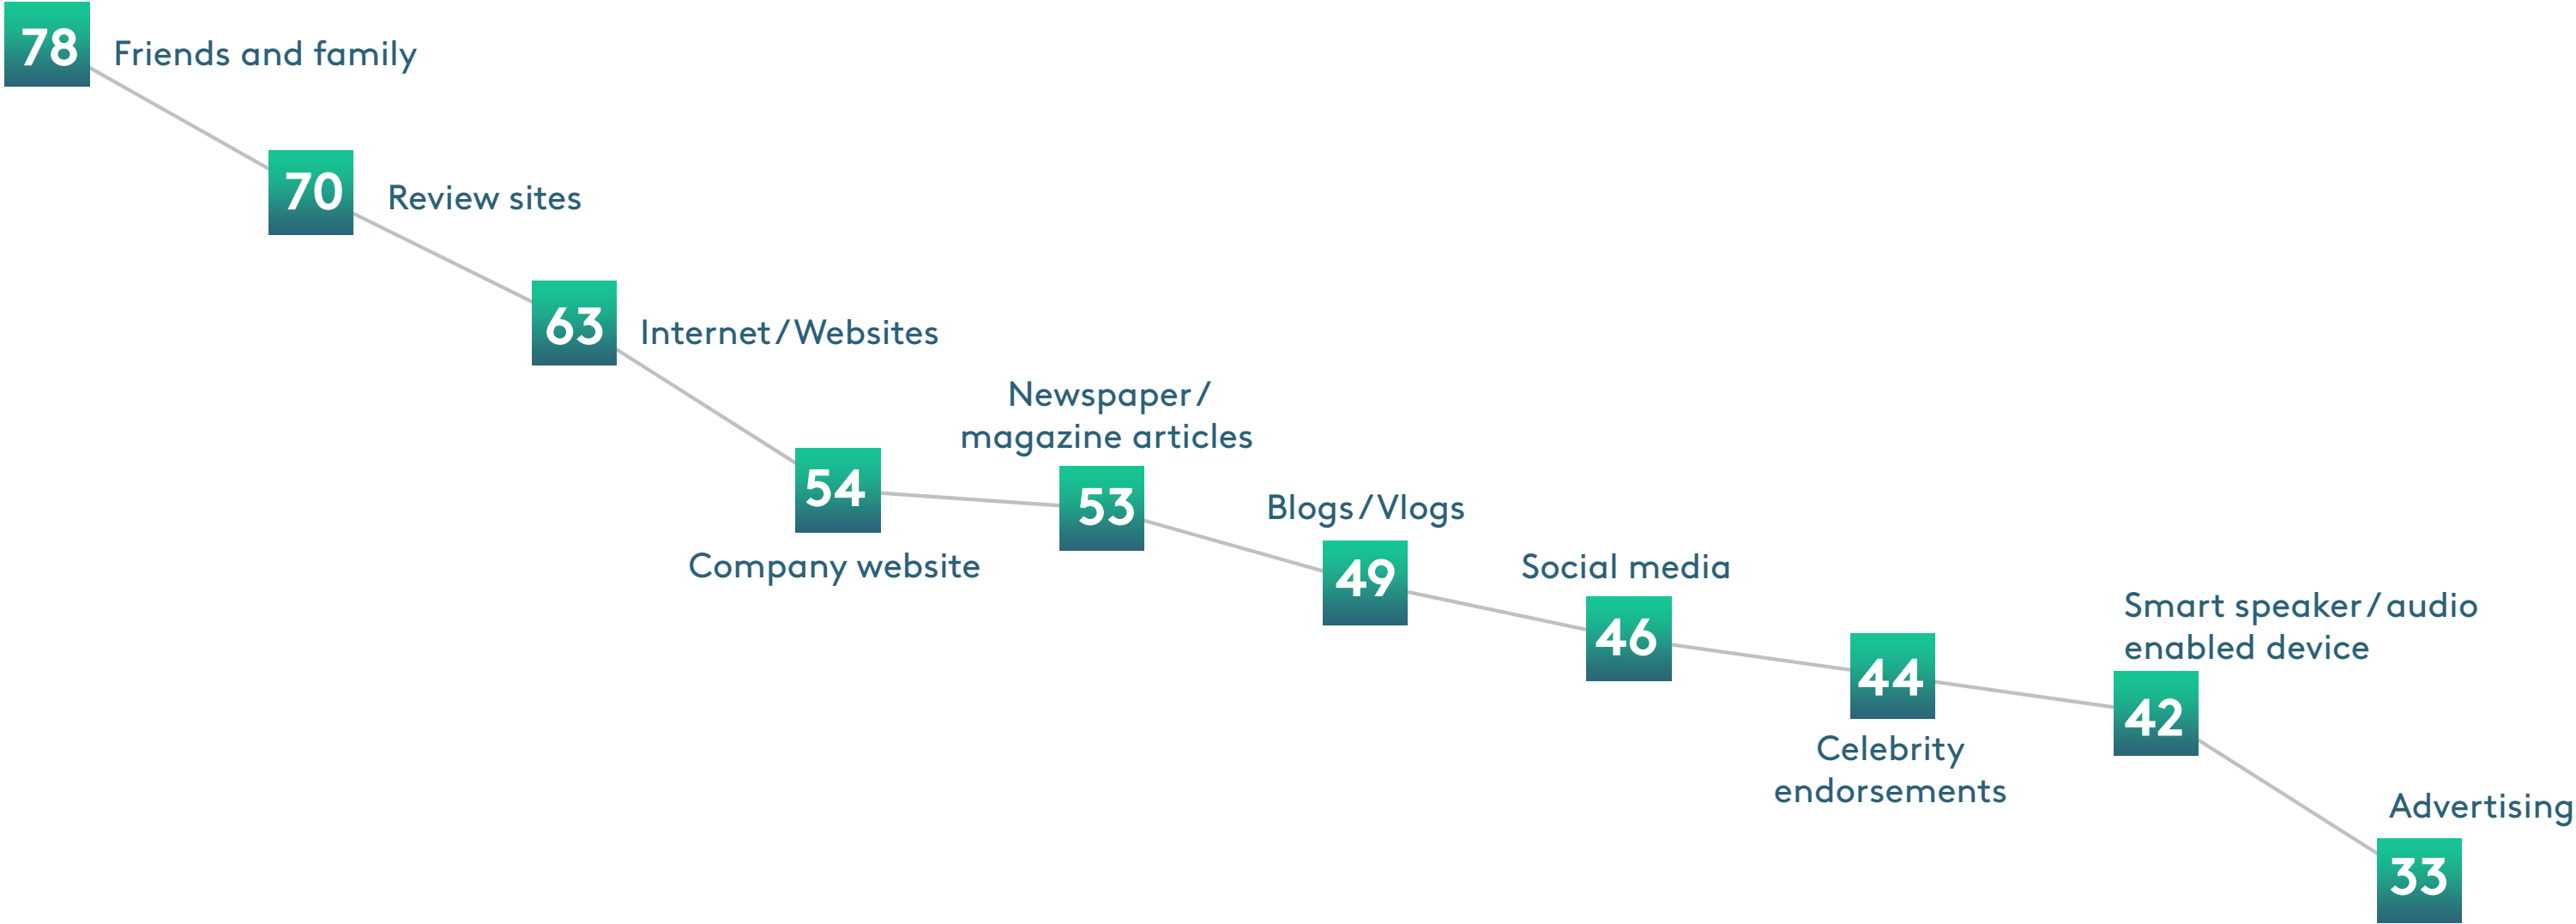 78
Friends and family
70
Review sites
63
Internet/Websites
54
Company website
Newspaper/
magazine articles
53
Blogs/Vlogs
49
Social media
46
44
Celebrity
endorsements
Smart speaker/audio
enabled device
42
Advertising
33